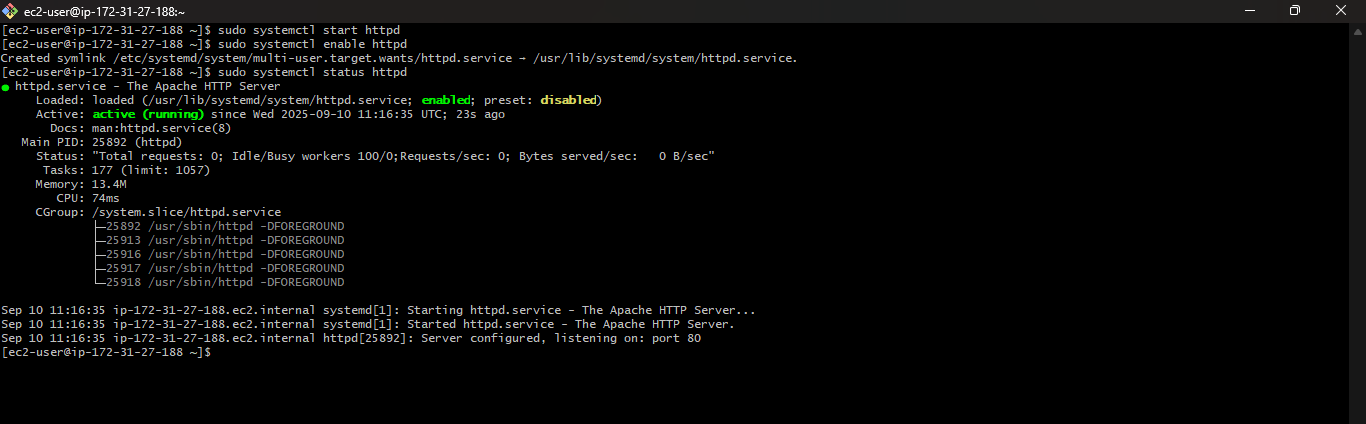 ec2-user@ip-172-31-27-188:~
[ec2-user@ip-172-31-27-188 ~]$ sudo systemctl start httpd
[ec2-user@ip-172-31-27-188 ~]$ sudo systemctl enable httpd
Created symlink /etc/systemd/system/multi-user.target.wants/httpd.service → /usr/lib/systemd/system/httpd.service.
[ec2-user@ip-172-31-27-188 ~]$ sudo systemctl status httpd
● httpd.service - The Apache HTTP Server
     Loaded: loaded (/usr/lib/systemd/system/httpd.service; enabled; preset: disabled)
     Active: active (running) since Wed 2025-09-10 11:16:35 UTC; 23s ago
       Docs: man:httpd.service(8)
   Main PID: 25892 (httpd)
     Status: "Total requests: 0; Idle/Busy workers 100/0;Requests/sec: 0; Bytes served/sec:   0 B/sec"
      Tasks: 177 (limit: 1057)
     Memory: 13.4M
        CPU: 74ms
     CGroup: /system.slice/httpd.service
             ├─25892 /usr/sbin/httpd -DFOREGROUND
             ├─25913 /usr/sbin/httpd -DFOREGROUND
             ├─25916 /usr/sbin/httpd -DFOREGROUND
             ├─25917 /usr/sbin/httpd -DFOREGROUND
             └─25918 /usr/sbin/httpd -DFOREGROUND
Sep 10 11:16:35 ip-172-31-27-188.ec2.internal systemd[1]: Starting httpd.service - The Apache HTTP Server...
Sep 10 11:16:35 ip-172-31-27-188.ec2.internal systemd[1]: Started httpd.service - The Apache HTTP Server.
Sep 10 11:16:35 ip-172-31-27-188.ec2.internal httpd[25892]: Server configured, listening on: port 80
[ec2-user@ip-172-31-27-188 ~]$